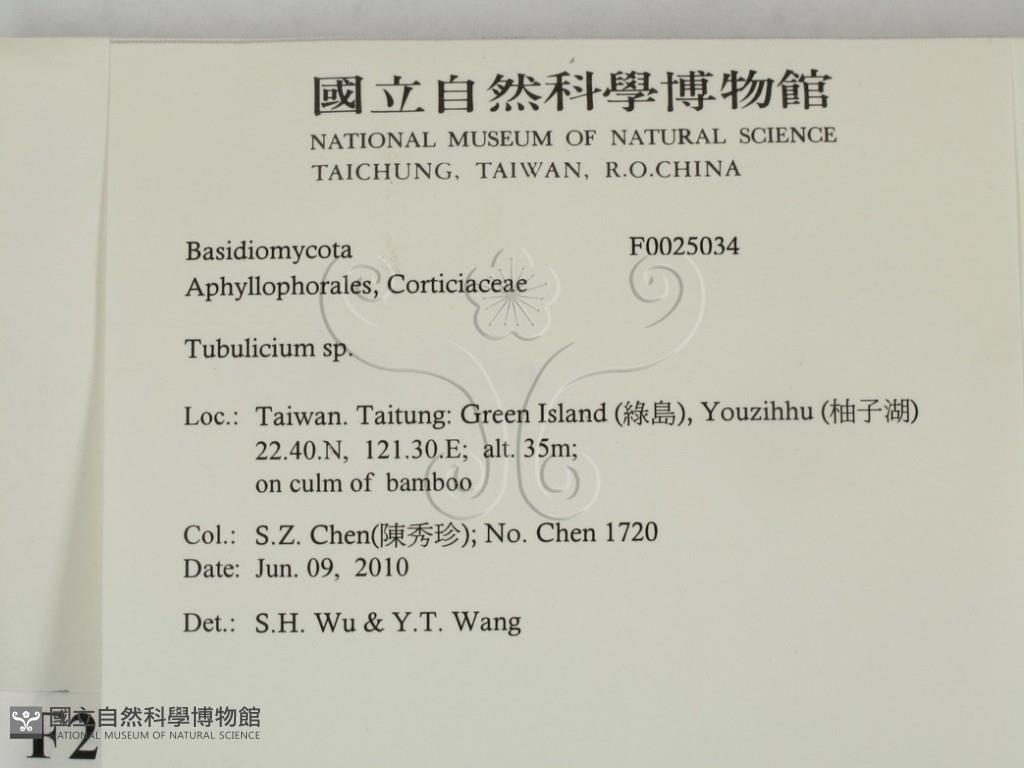 國立自然科學博物館
NATIONAL MUSEUM OF NATURAL SCIENCE
TAICHUNG, TAIWAN, R.O.CHINA
Basidiomycota F0025034
Aphyllophorales, Corticiaceae
Tubulicium sp.
Loc.: Taiwan. Taitung: Green Island (綠島), Youzihhu (柚子湖)
22.40.N, 121.30.E; alt. 35m;
on culm of bamboo
Col.: S.Z. Chen(陳秀珍); No. Chen 1720
Date: Jun. 09, 2010
Det.: S.H. Wu & Y.T. Wang
F2
國立自然科學博物館
NATIONAL MUSEUM OF NATURAL SCIENCE